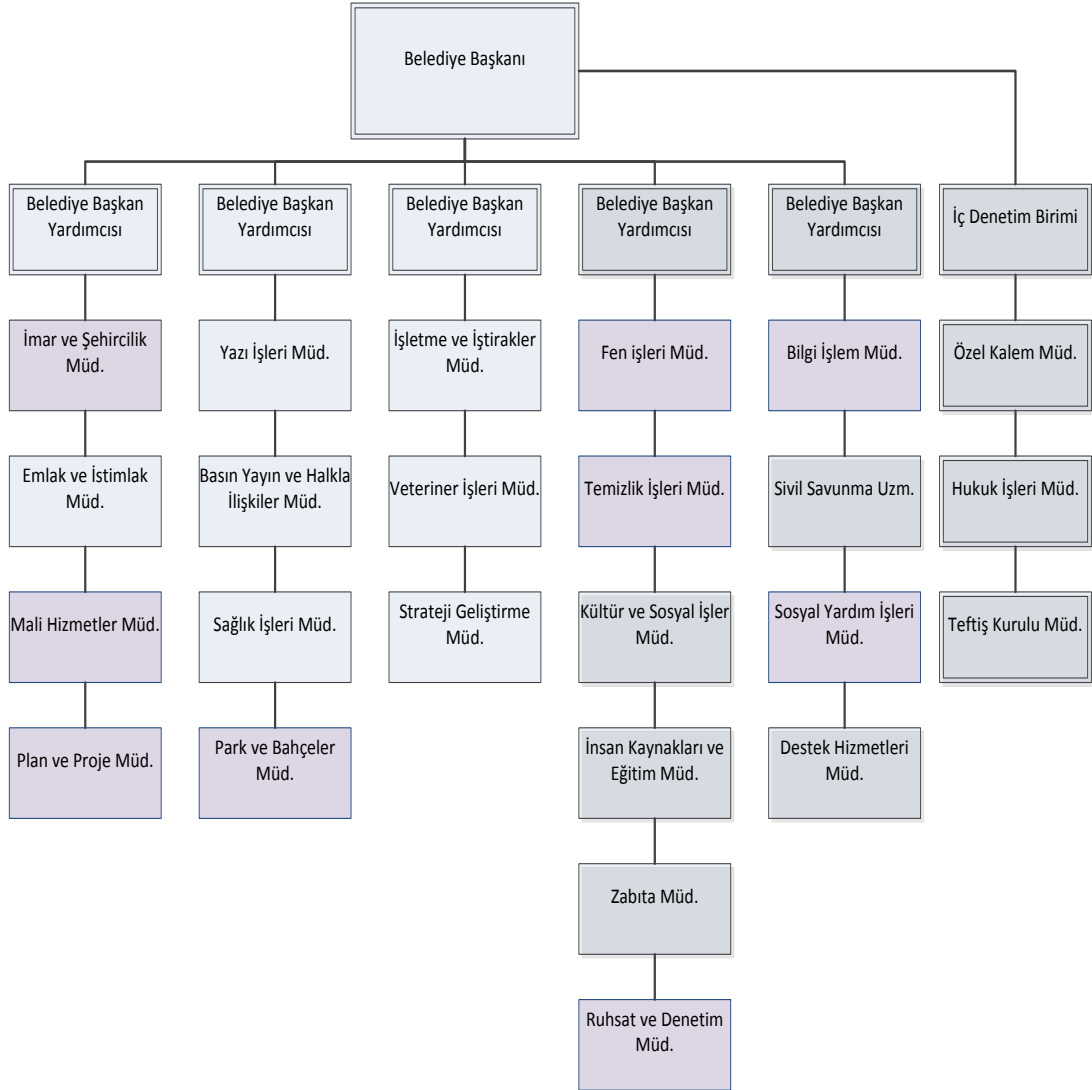 Belediye Başkanı
Belediye Başkan
Yardımcısı
Belediye Başkan
Yardımcısı
Belediye Başkan
Yardımcısı
Belediye Başkan
Yardımcısı
Belediye Başkan
Yardımcısı
İç Denetim Birimi
İmar ve Şehircilik
Müd.
Yazı İşleri Müd.
İşletme ve İştirakler
Müd.
Fen işleri Müd.
Bilgi İşlem Müd.
Özel Kalem Müd.
Emlak ve İstimlak
Müd.
Basın Yayın ve Halkla
İlişkiler Müd.
Veteriner İşleri Müd.
Temizlik İşleri Müd.
Sivil Savunma Uzm.
Hukuk İşleri Müd.
Mali Hizmetler Müd.
Sağlık İşleri Müd.
Strateji Geliştirme
Müd.
Kültür ve Sosyal İşler
Müd.
Sosyal Yardım İşleri
Müd.
Teftiş Kurulu Müd.
Plan ve Proje Müd.
Park ve Bahçeler
Müd.
İnsan Kaynakları ve
Eğitim Müd.
Destek Hizmetleri
Müd.
Zabıta Müd.
Ruhsat ve Denetim
Müd.